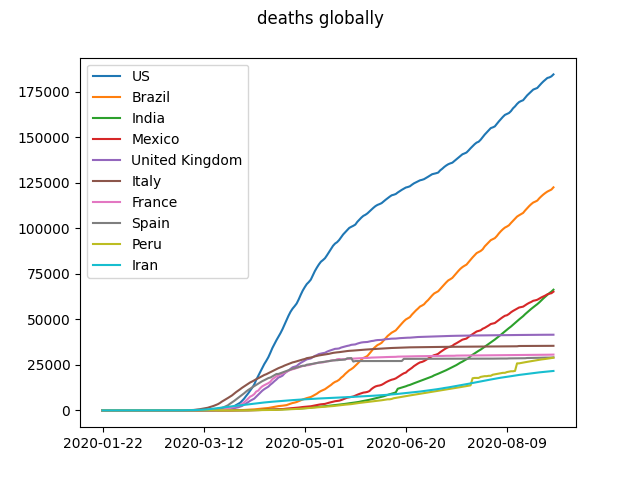 deaths globally
US
Brazil
India
Mexico
United Kingdom
Italy
France
Spain
Peru
Iran
175000
150000
125000
100000
75000
50000
25000
0
2020-01-22 2020-03-12 2020-05-01 2020-06-20 2020-08-09